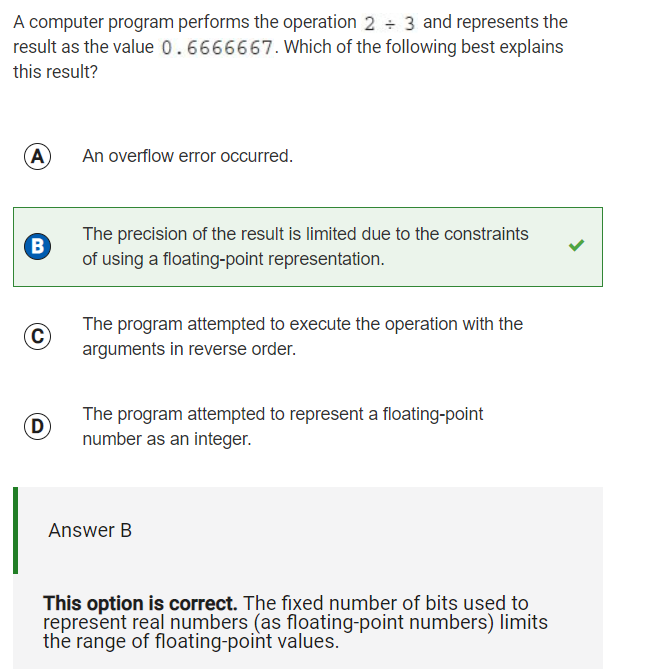 A computer program performs the operation 2 ÷ 3 and represents the
result as the value 0.6666667. Which of the following best explains
this result?
A An overflow error occurred.
B The precision of the result is limited due to the constraints
of using a floating-point representation.
C The program attempted to execute the operation with the
arguments in reverse order.
D The program attempted to represent a floating-point
number as an integer.
Answer B
This option is correct. The fixed number of bits used to
represent real numbers (as floating-point numbers) limits
the range of floating-point values.